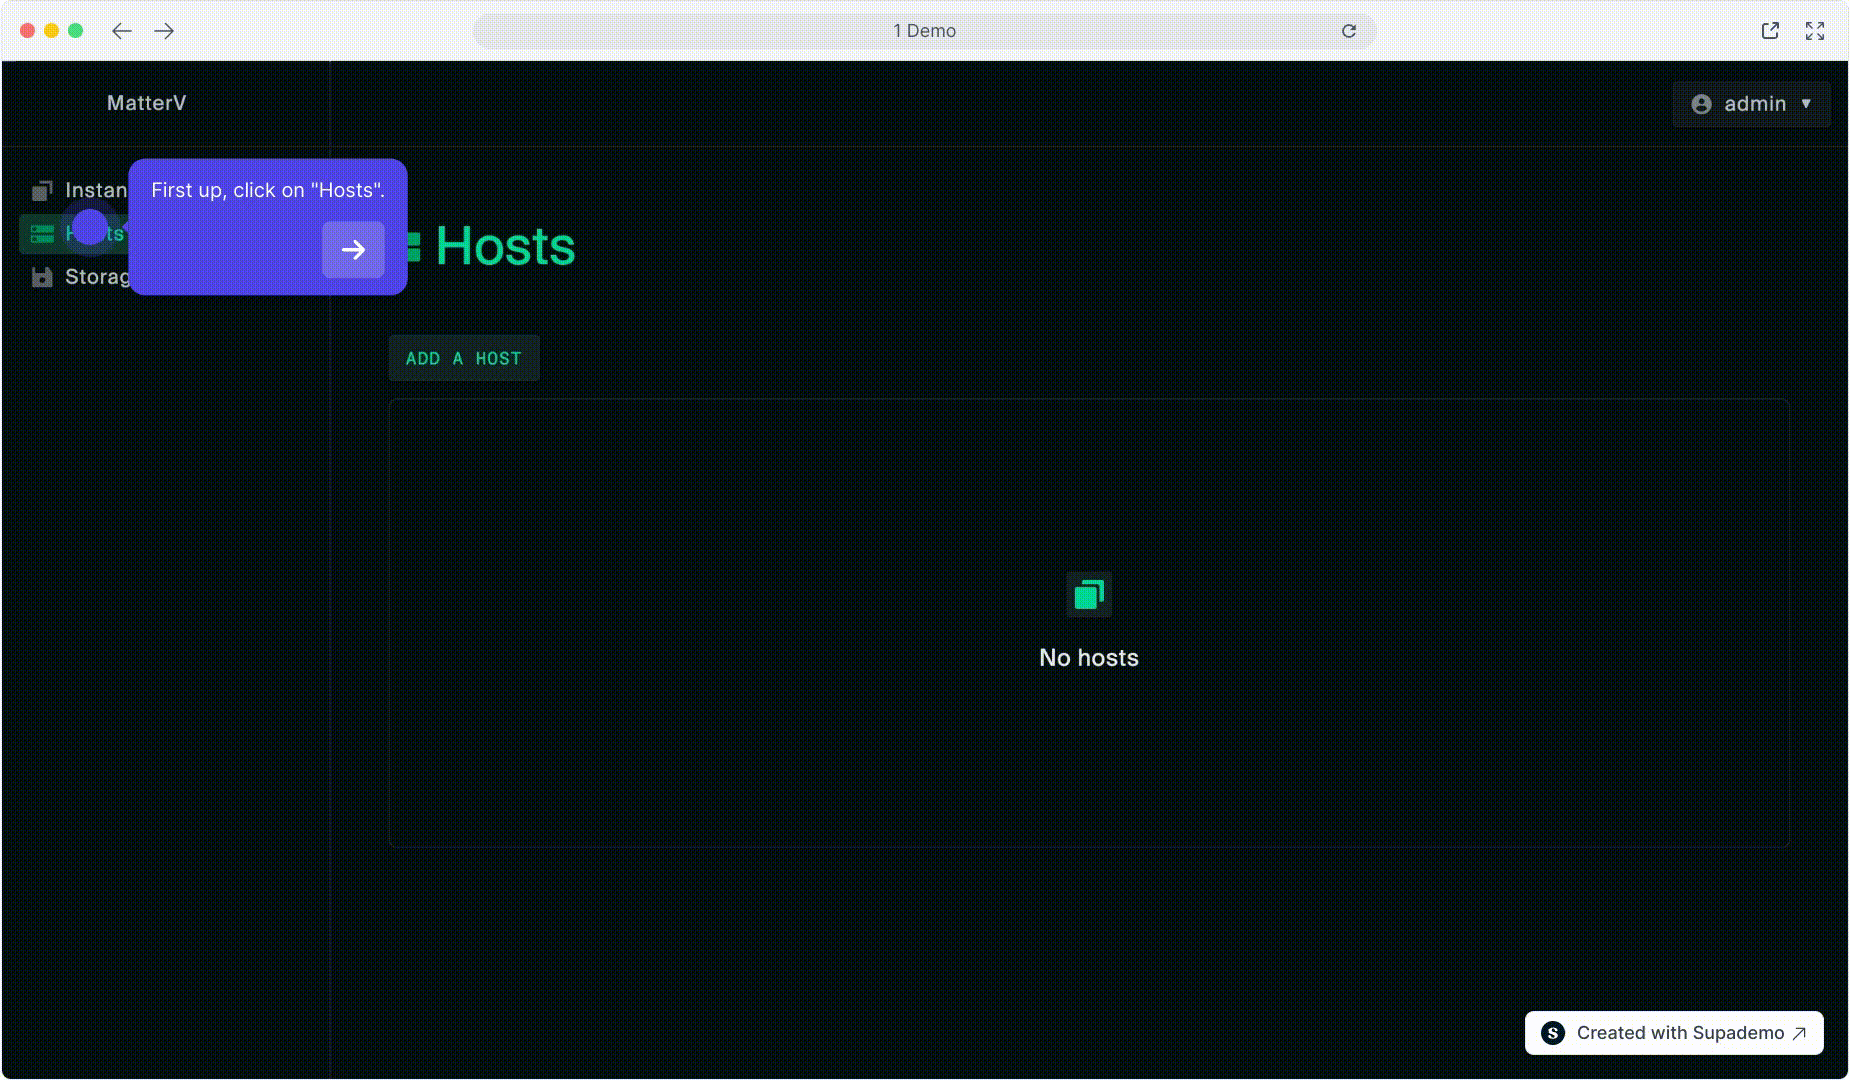 1 Demo
MatterV
admin
Instan
First up, click on "Hosts".
Hosts
Storag
ADD A HOST
No hosts
S Created with Supademo